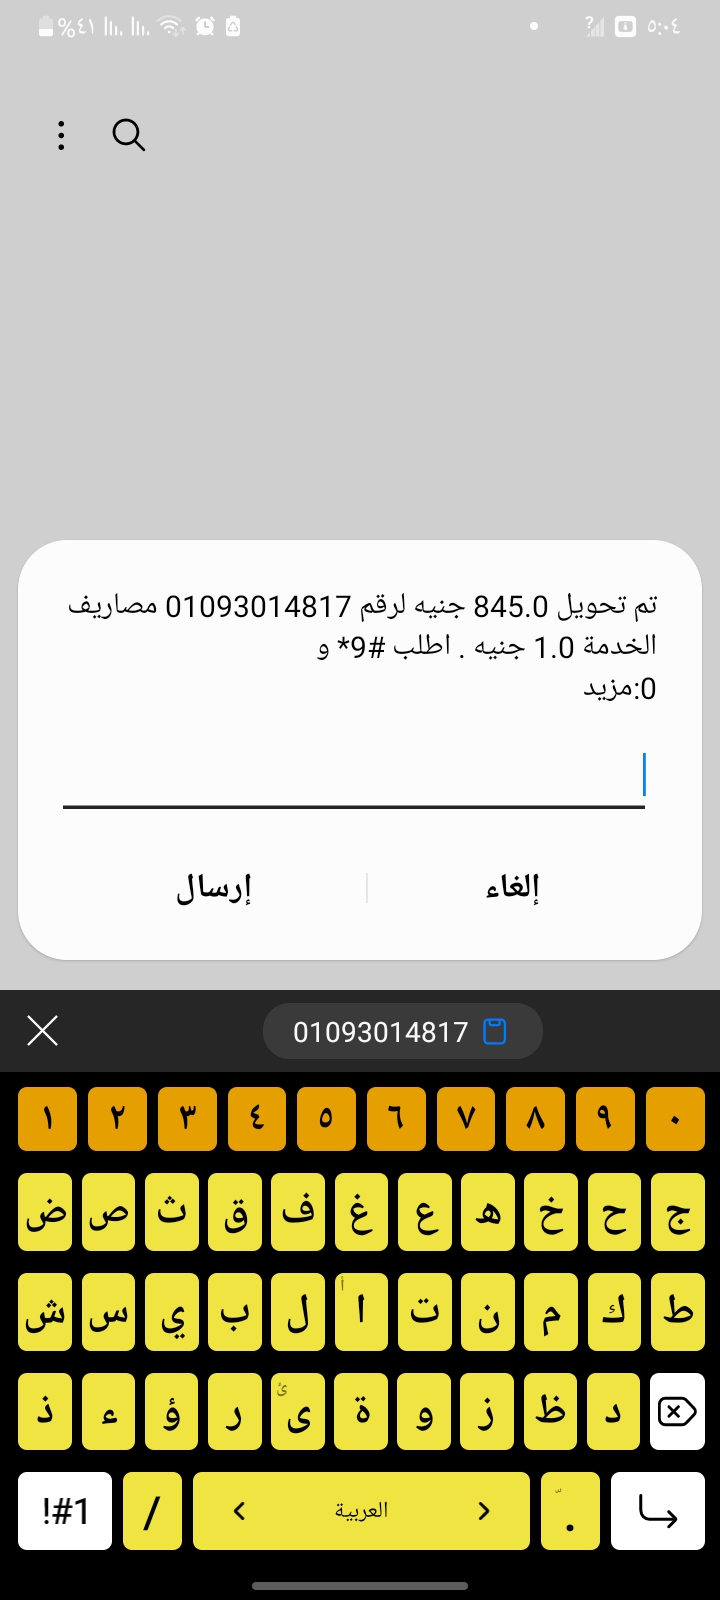 %٤١ ٥:٠٤
تم تحويل 845.0 جنيه لرقم 01093014817 مصاريف
الخدمة 1.0 جنيه . اطلب #9* و
0:مزيد
إلغاء
إرسال
01093014817
١ ٢ ٣ ٤ ٥ ٦ ٧ ٨ ٩ ٠
ض ص ث ق ف غ ع ه خ ح ج
ش س ي ب ل ا أ ت ن م ك ط
ذ ء ؤ ر ى ئ ة و ز ظ د
!#1 / < العربية > .